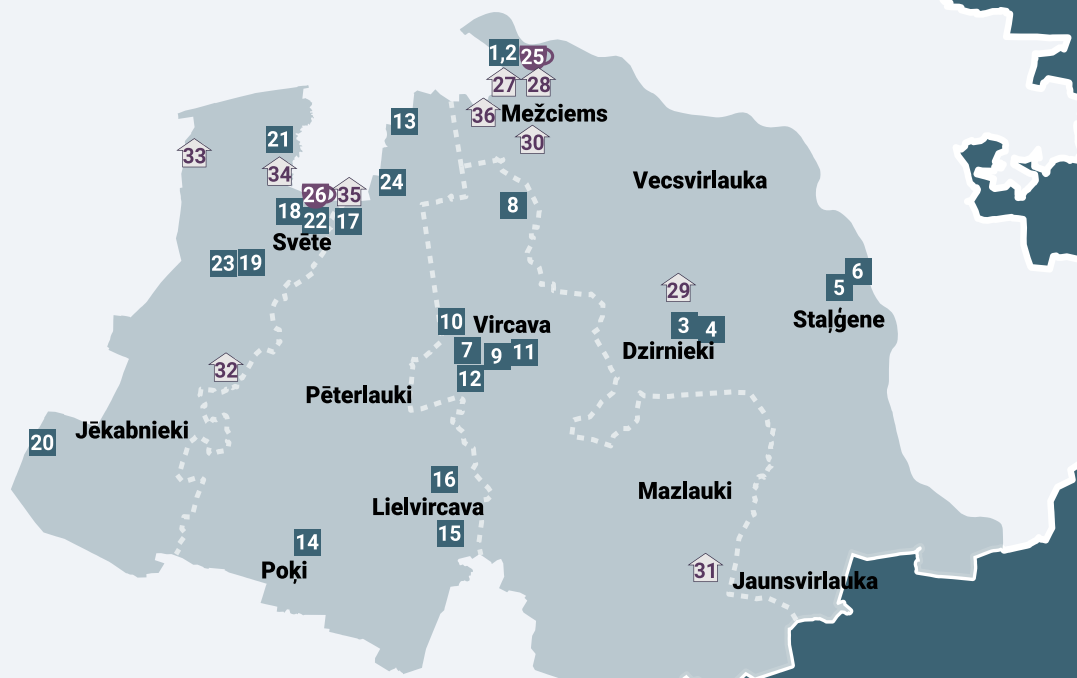 1,2 25
27 28
36 Mežciems
13
21
30
33
34
24
Vecsvirlauka
26 35
18 22 17
8
Svēte
23 19
6
5
29
10 Vircava
Staļģene
3 4
7 9 11
Dzirnieki
32
12
Pēterlauki
Jēkabnieki
20
16
Mazlauki
Lielvircava
15
14
Poķi
31 Jaunsvirlauka